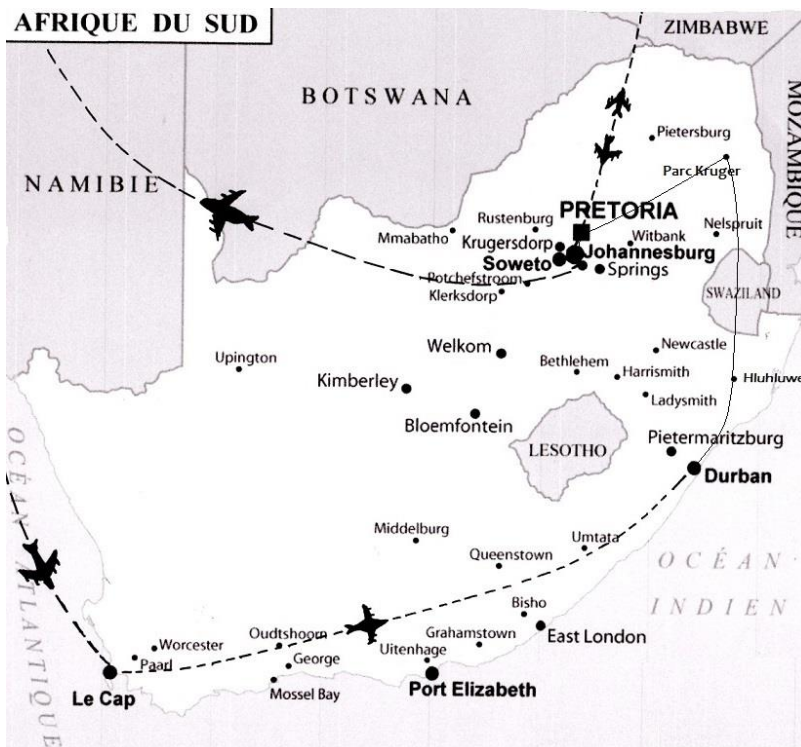 AFRIQUE DU SUD
ZIMBABWE
BOTSWANA
MOZAMBIQUE
NAMIBIE
Pietersburg
Parc Kruger
Rustenburg
PRETORIA
Mmabatho
Nelspruit
Krugersdorp
Witbank
Johannesburg
Soweto
Springs
Potchefstroom
Klerksdorp
SWAZILAND
Welkom
Newcastle
Upington
Bethlehem
Harrismith
Hluhluwe
Kimberley
Ladysmith
Bloemfontein
Pietermaritzburg
LESOTHO
Durban
Middelburg
Umtata
Queenstown
OCÉAN
INDIEN
OCÉAN ATLANTIQUE
Bisho
East London
Grahamstown
Oudtshoorn
Worcester
Uitenhage
Paarl
George
Le Cap
Mossel Bay
Port Elizabeth